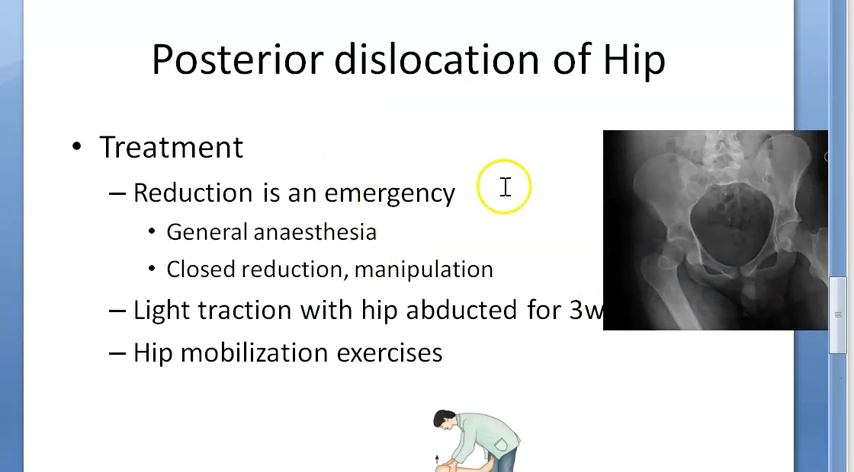 Posterior dislocation of Hip
• Treatment
– Reduction is an emergency
• General anaesthesia
• Closed reduction, manipulation
– Light traction with hip abducted for 3w
– Hip mobilization exercises